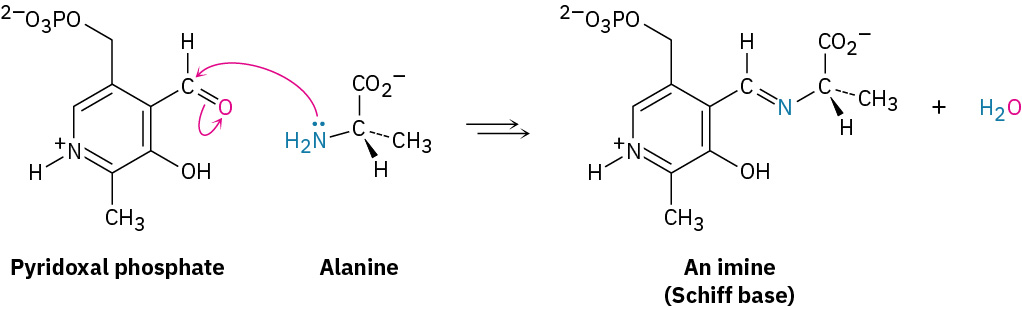 2−O3PO
H
C
O
+N
H
OH
CH3
H2N̈
CO2−
C
CH3
H
2−O3PO
H
C
N
CO2−
C
CH3
H
+N
H
OH
CH3
+
H2O
Pyridoxal phosphate
Alanine
An imine
(Schiff base)